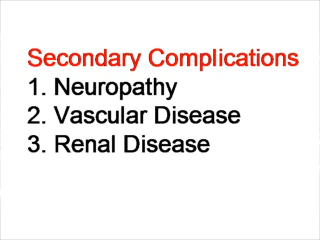 Secondary Complications
1. Neuropathy
2. Vascular Disease
3. Renal Disease